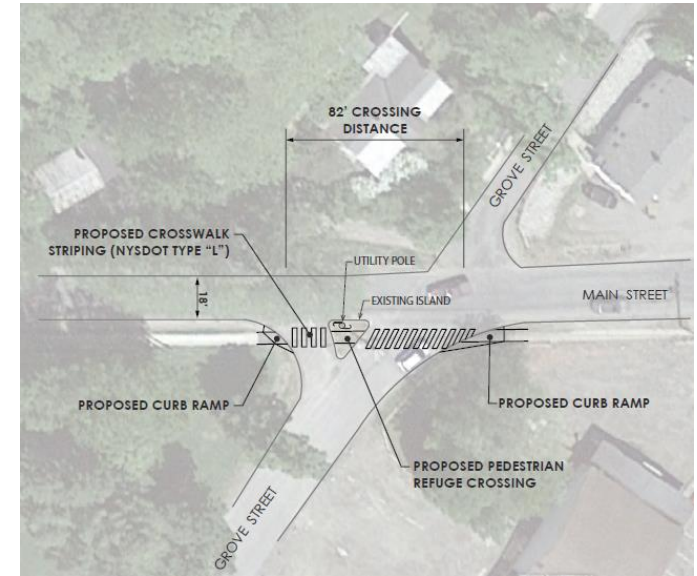 82' CROSSING
DISTANCE
GROVE STREET
PROPOSED CROSSWALK
STRIPING (NYSDOT TYPE "L")
UTILITY POLE
EXISTING ISLAND
18'
MAIN STREET
PROPOSED CURB RAMP
PROPOSED CURB RAMP
PROPOSED PEDESTRIAN
REFUGE CROSSING
GROVE STREET